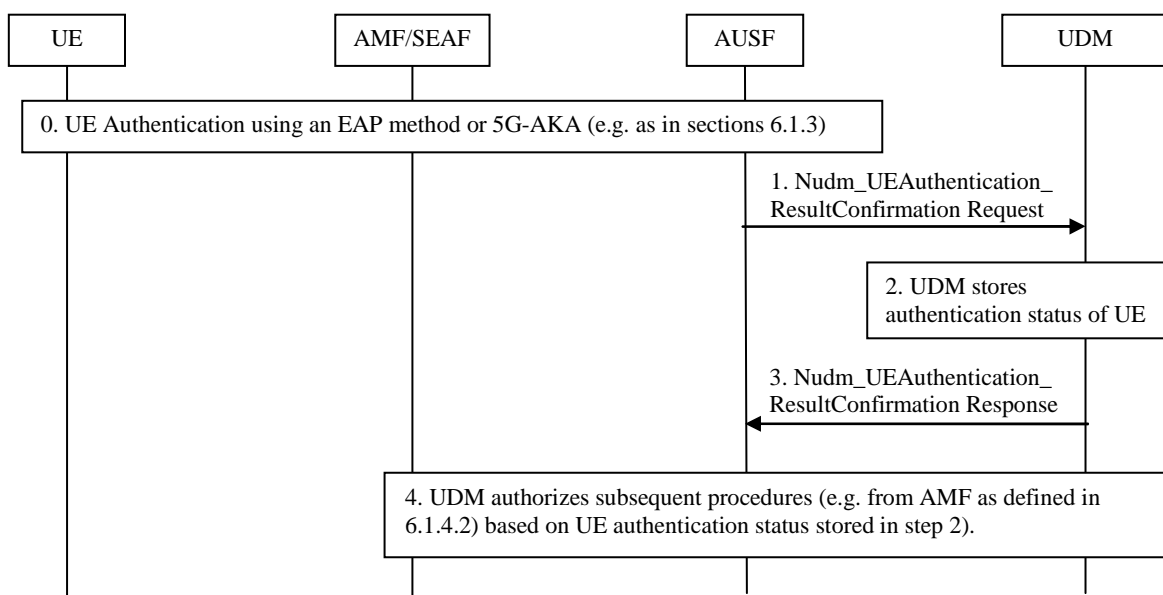 UE
AMF/SEAF
AUSF
UDM
0. UE Authentication using an EAP method or 5G-AKA (e.g. as in sections 6.1.3)
1. Nudm_UEAuthentication_
ResultConfirmation Request
2. UDM stores
authentication status of UE
3. Nudm_UEAuthentication_
ResultConfirmation Response
4. UDM authorizes subsequent procedures (e.g. from AMF as defined in
6.1.4.2) based on UE authentication status stored in step 2).